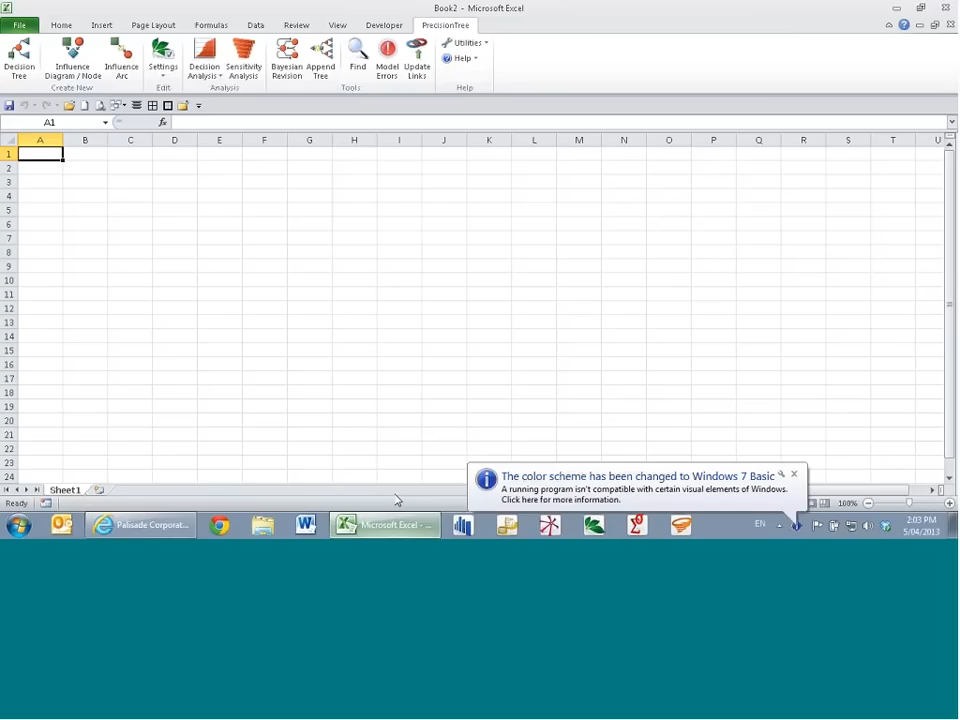 Book2 - Microsoft Excel
File Home Insert Page Layout Formulas Data Review View Developer PrecisionTree
Decision Tree
Influence Diagram / Node
Influence Arc
Settings
Decision Analysis
Sensitivity Analysis
Bayesian Revision
Append Tree
Find
Model Errors
Update Links
Utilities
Help
Create New Edit Analysis Tools Help
A1 fx
A B C D E F G H I J K L M N O P Q R S T U
1
2
3
4
5
6
7
8
9
10
11
12
13
14
15
16
17
18
19
20
21
22
23
24
The color scheme has been changed to Windows 7 Basic
A running program isn't compatible with certain visual elements of Windows.
Click here for more information.
Sheet1
Ready 100%
Palisade Corporat... Microsoft Excel - ... EN 2:03 PM
5/04/2013